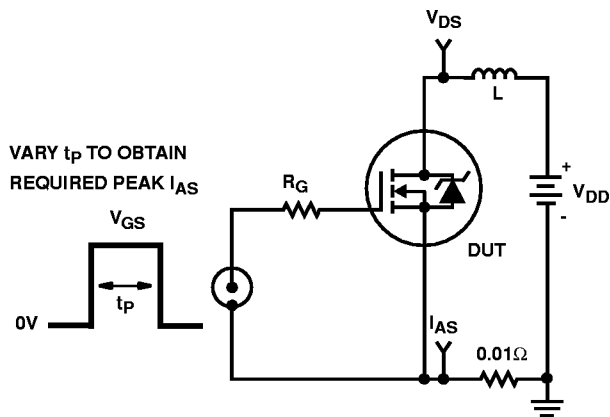 VDS
L
VARY tP TO OBTAIN
REQUIRED PEAK IAS
RG
+
VDD
-
VGS
DUT
tP
0V
IAS
0.01Ω